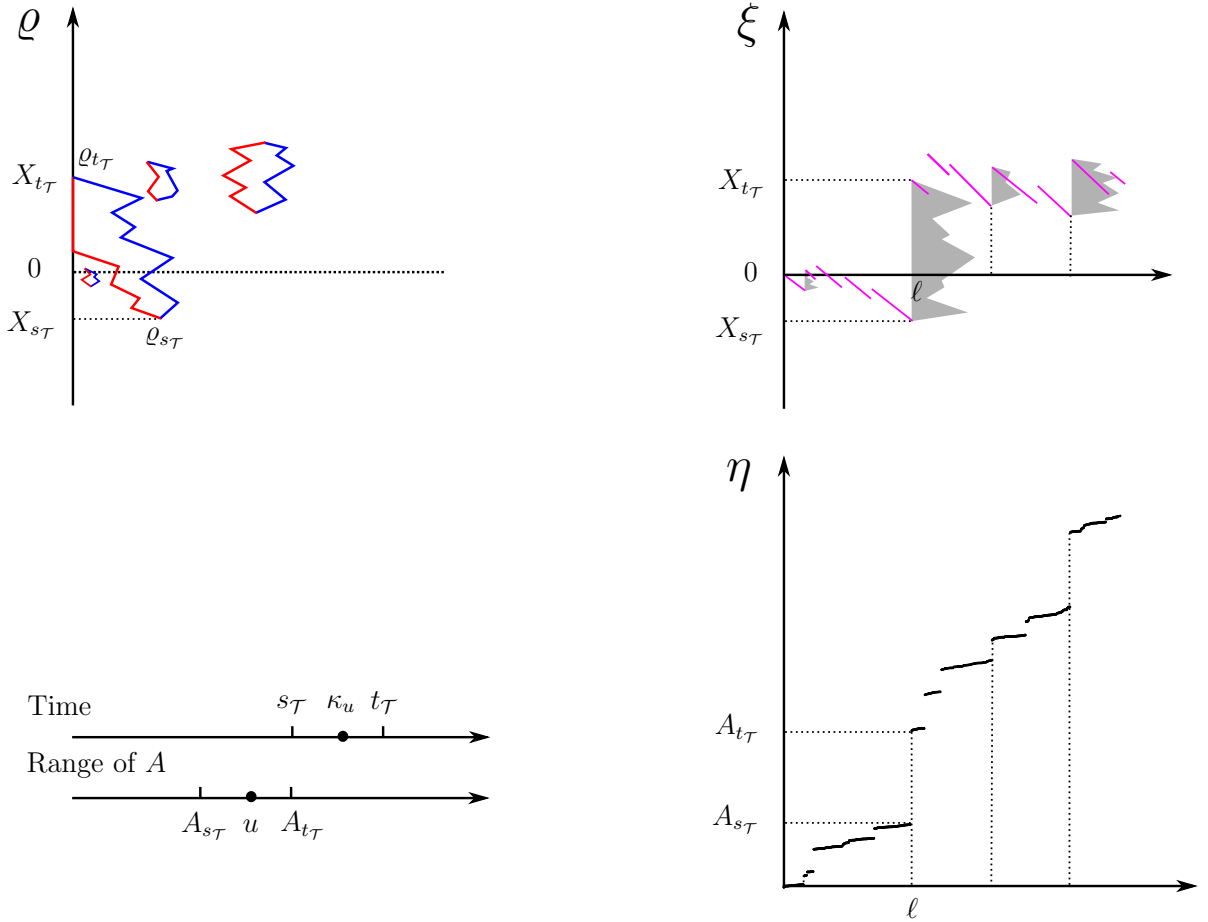 ϱ
ϱ_{t_𝒯}
X_{t_𝒯}
0
X_{s_𝒯}
ϱ_{s_𝒯}
ξ
X_{t_𝒯}
0
ℓ
X_{s_𝒯}
η
A_{t_𝒯}
A_{s_𝒯}
ℓ
s_𝒯 κ_u t_𝒯
Time
Range of A
A_{s_𝒯} u A_{t_𝒯}